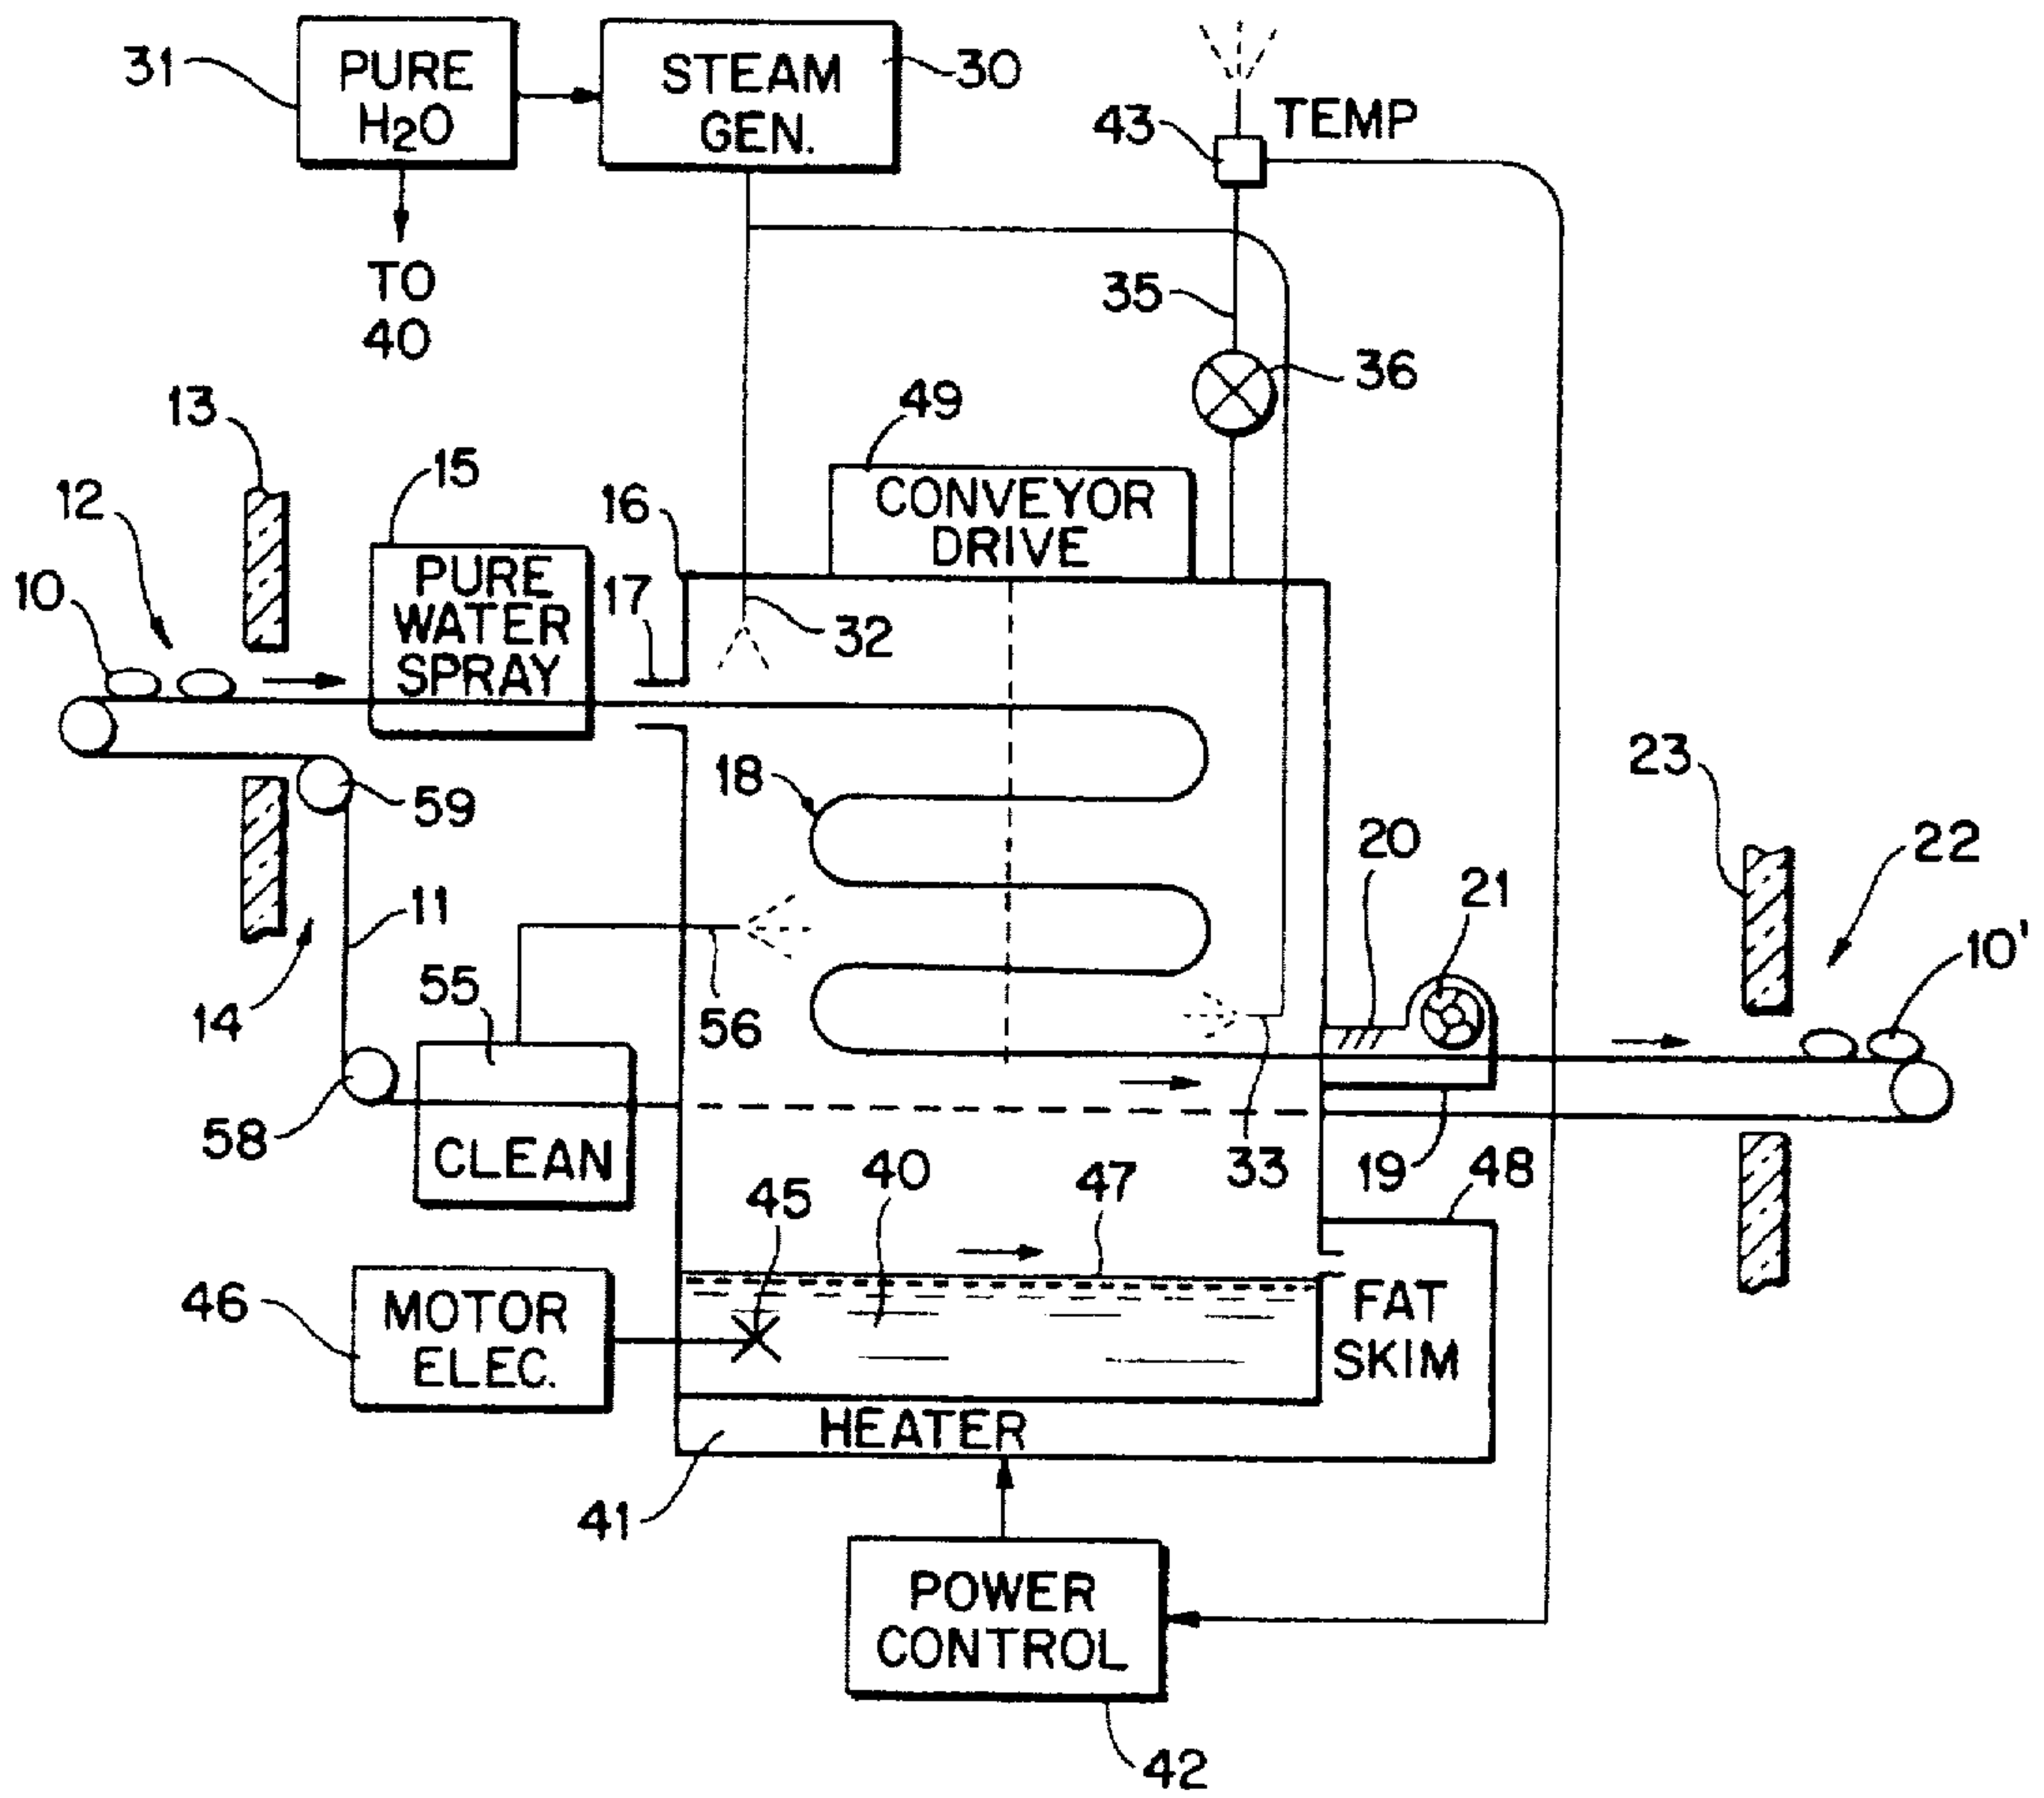 31
PURE
H2O
STEAM
GEN.
30
43
TEMP
TO
40
35
36
13
49
CONVEYOR
DRIVE
12
15
16
PURE
WATER
SPRAY
17
10
32
18
59
23
20
22
21
11
10'
14
55
56
58
CLEAN
33
19
48
45
40
47
46
MOTOR
ELEC.
FAT
SKIM
HEATER
41
POWER
CONTROL
42